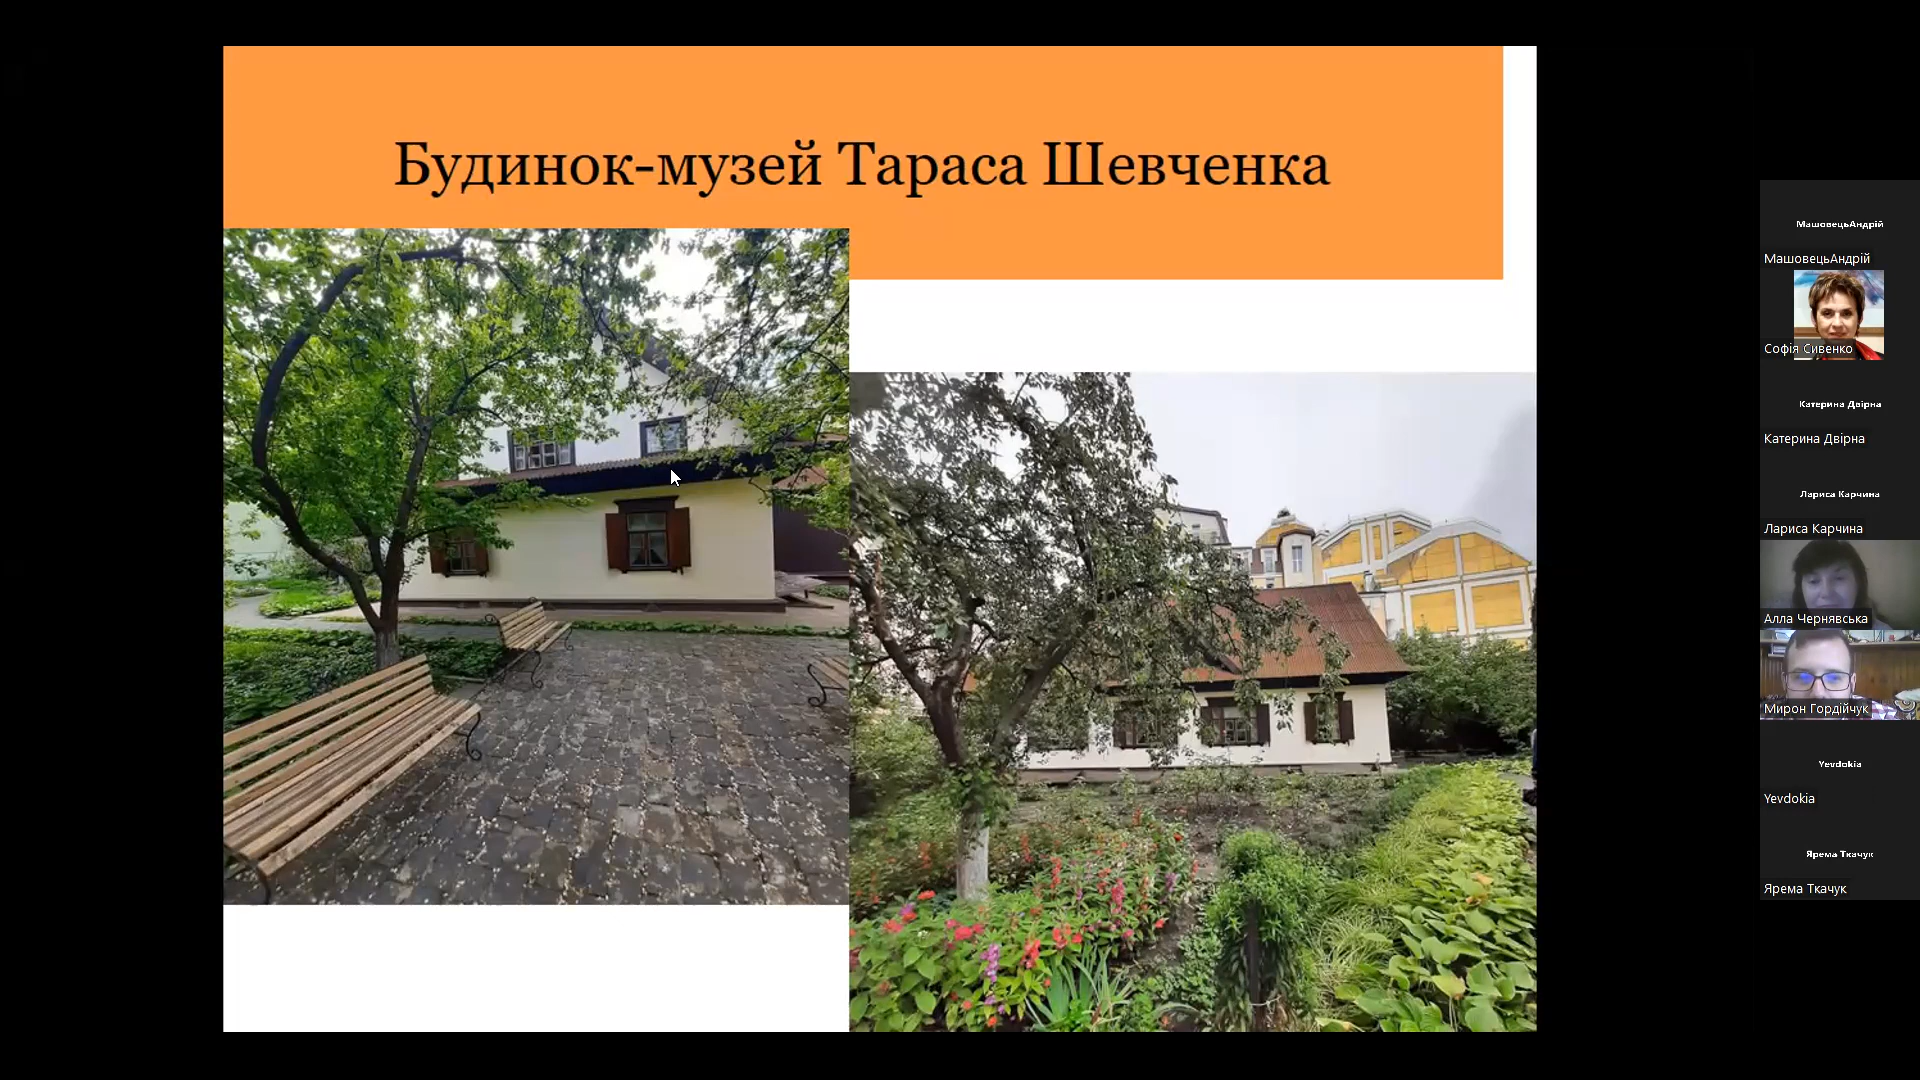 Будинок-музей Тараса Шевченка
МашовецьАндрій
МашовецьАндрій
Софія Сивенко
Катерина Двірна
Катерина Двірна
Лариса Карчина
Лариса Карчина
Алла Чернявська
Мирон Гордійчук
Yevdokia
Yevdokia
Ярема Ткачук
Ярема Ткачук